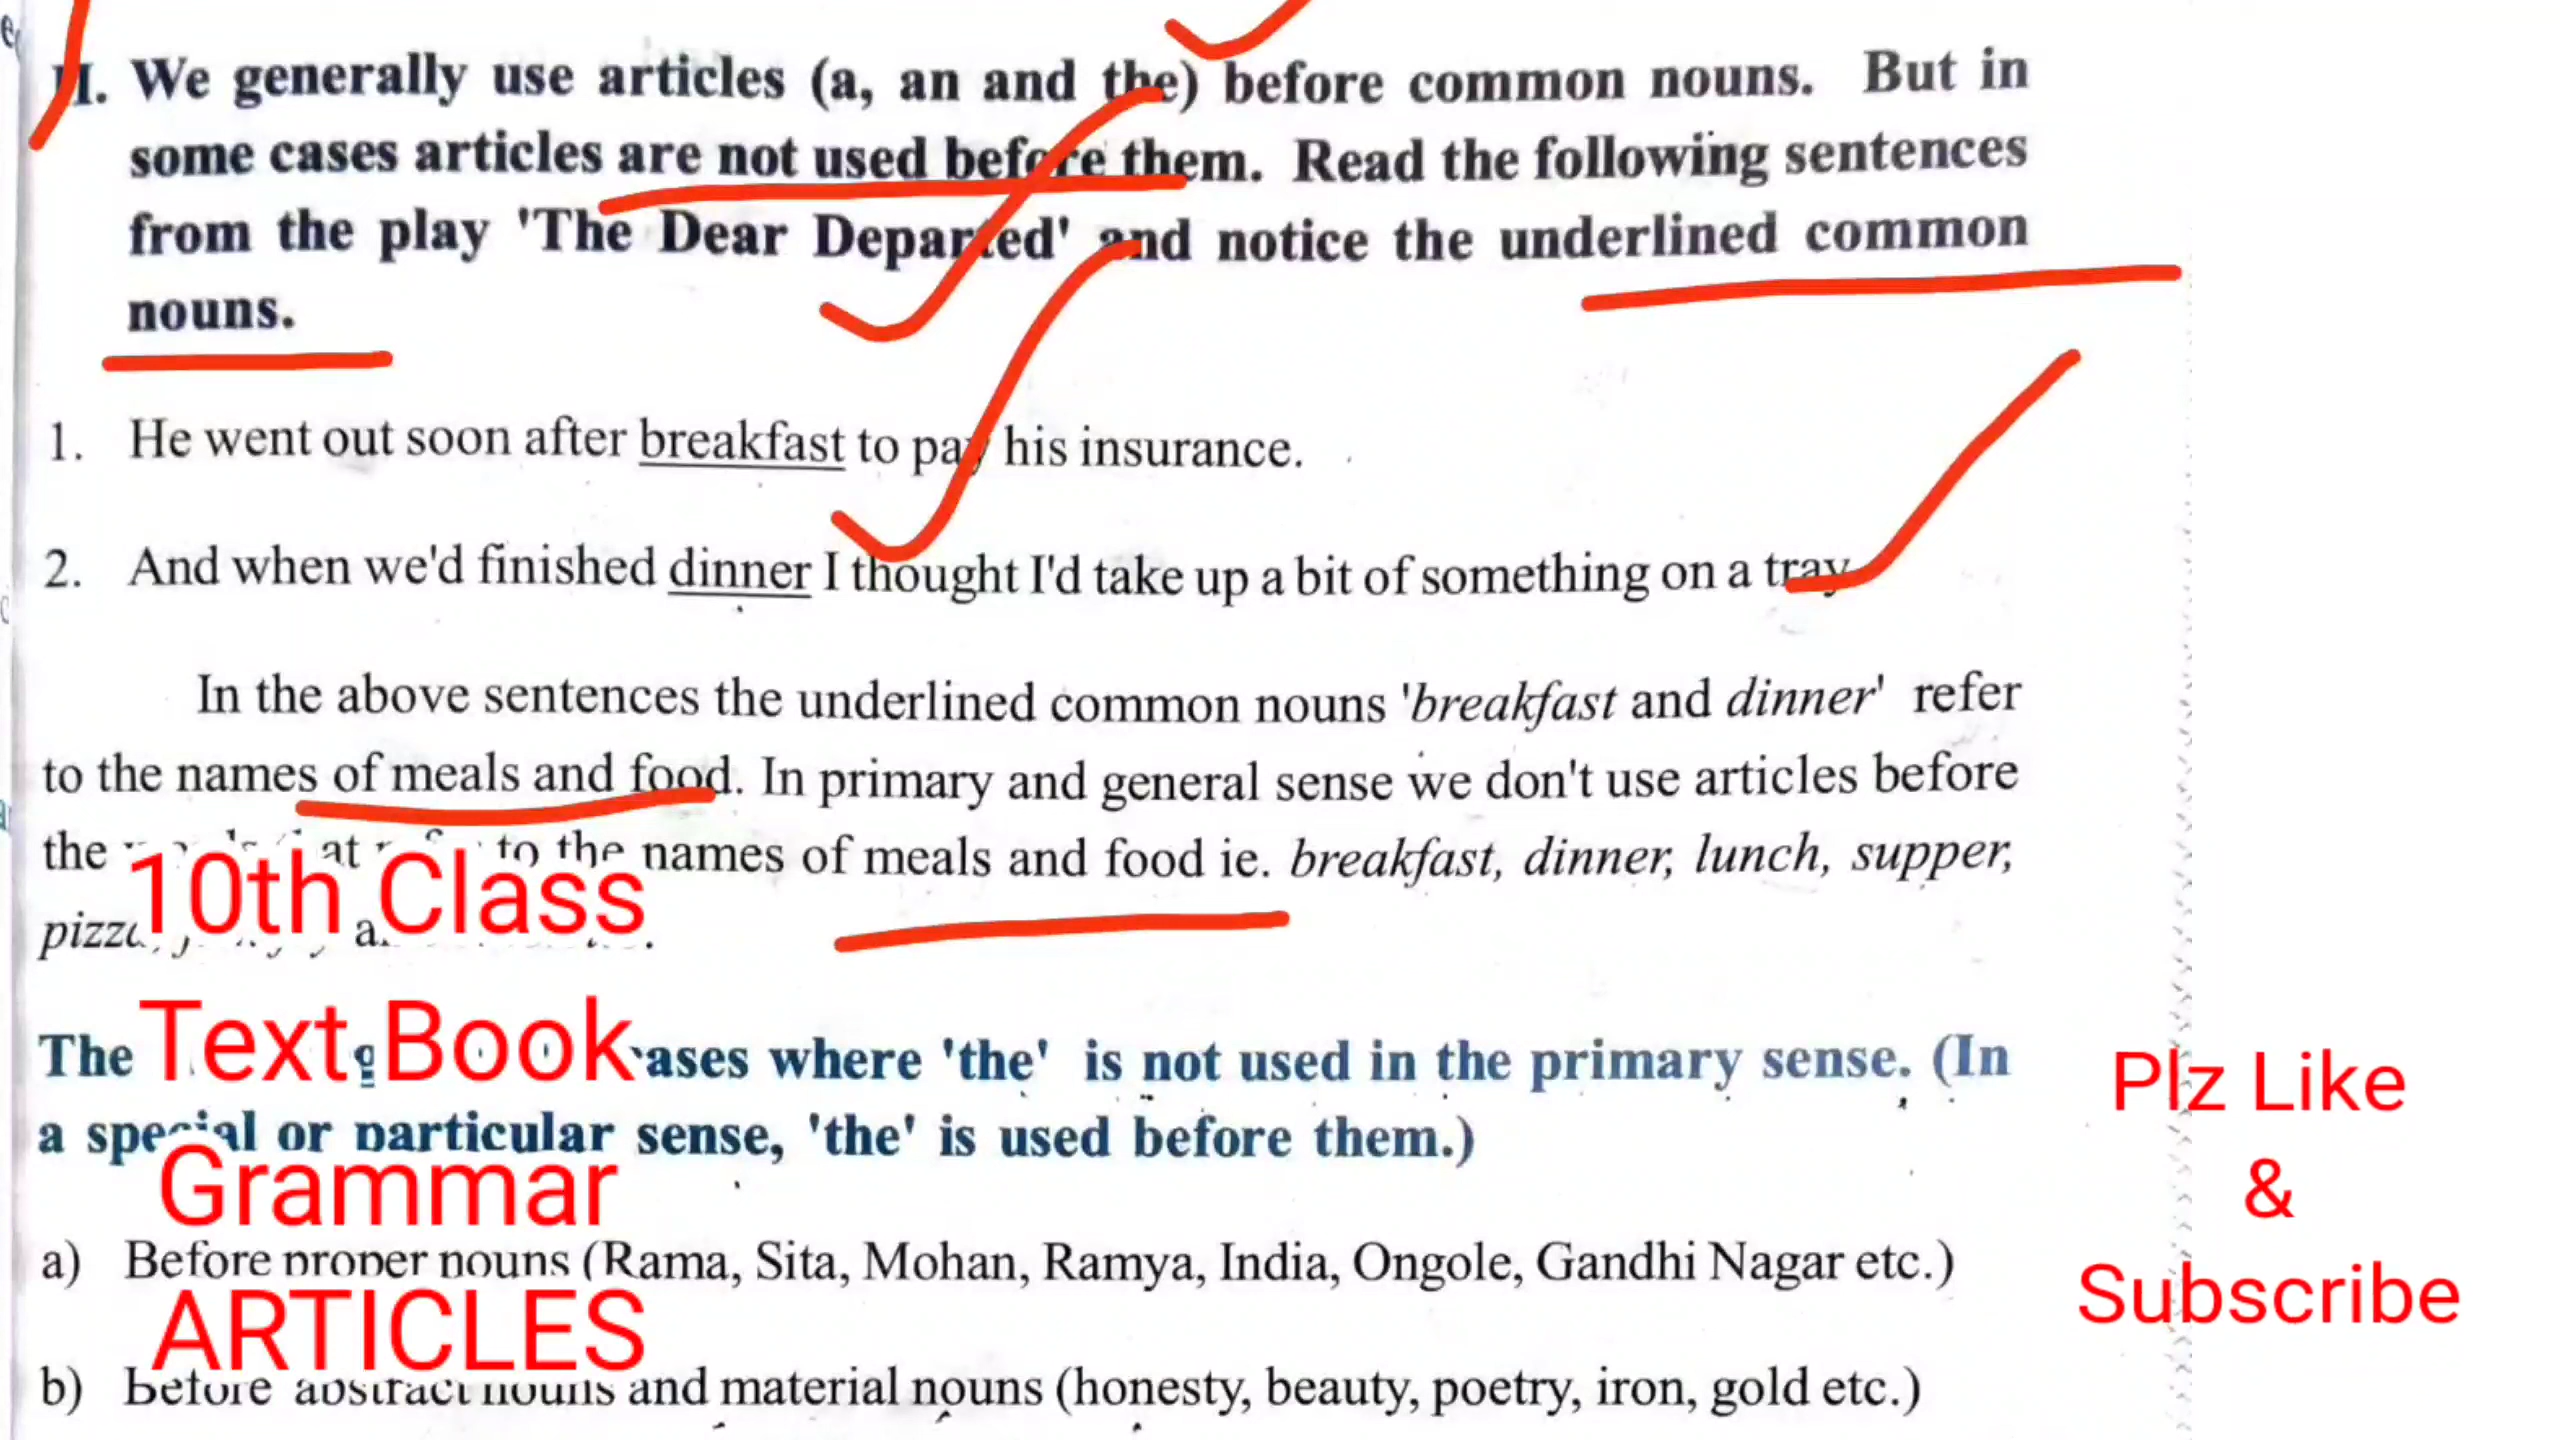 II. We generally use articles (a, an and the) before common nouns. But in
some cases articles are not used before them. Read the following sentences
from the play 'The Dear Departed' and notice the underlined common
nouns.
1. He went out soon after breakfast to pay his insurance.
2. And when we'd finished dinner I thought I'd take up a bit of something on a tray
In the above sentences the underlined common nouns 'breakfast and dinner' refer
to the names of meals and food. In primary and general sense we don't use articles before
the to the names of meals and food ie. breakfast, dinner, lunch, supper,
10th Class
Text Book
The where 'the' is not used in the primary sense. (In
a special or particular sense, 'the' is used before them.)
Grammar
a) Before proper nouns (Rama, Sita, Mohan, Ramya, India, Ongole, Gandhi Nagar etc.)
ARTICLES
b) Before abstract nouns and material nouns (honesty, beauty, poetry, iron, gold etc.)
Plz Like
&
Subscribe